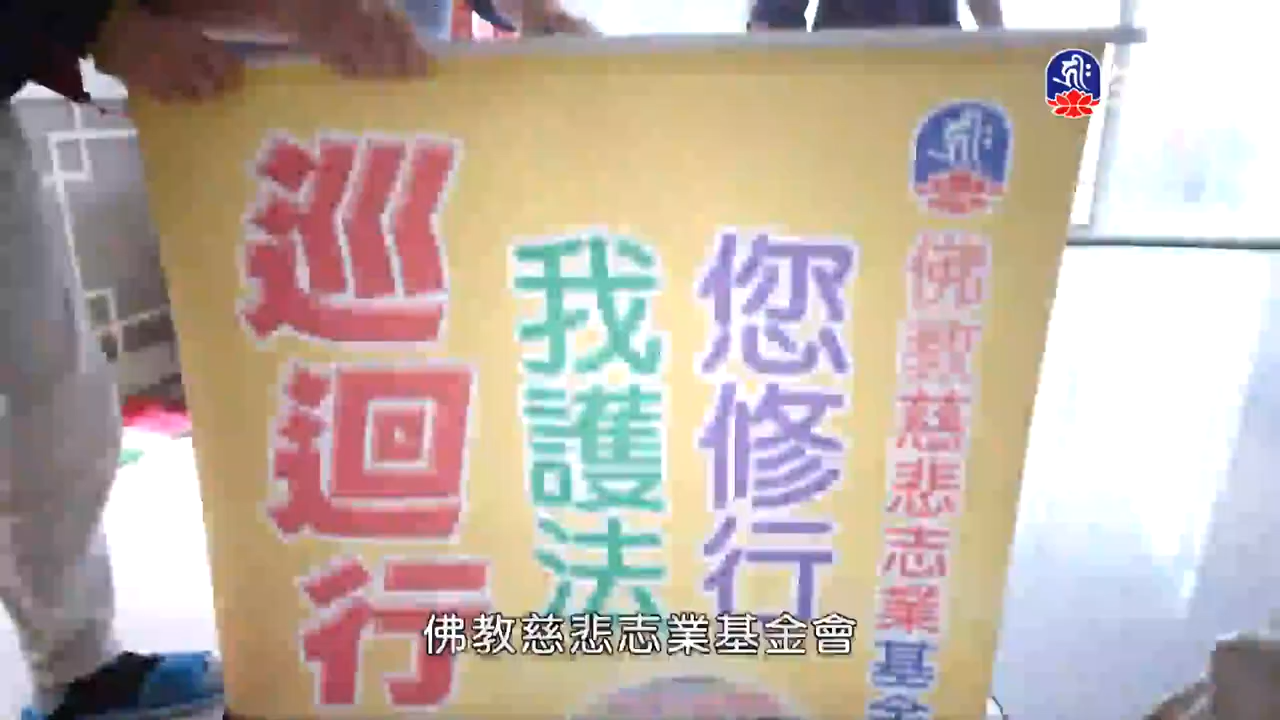 佛教慈悲志業基金
您修行
我護法
巡迴行
佛教慈悲志業基金會